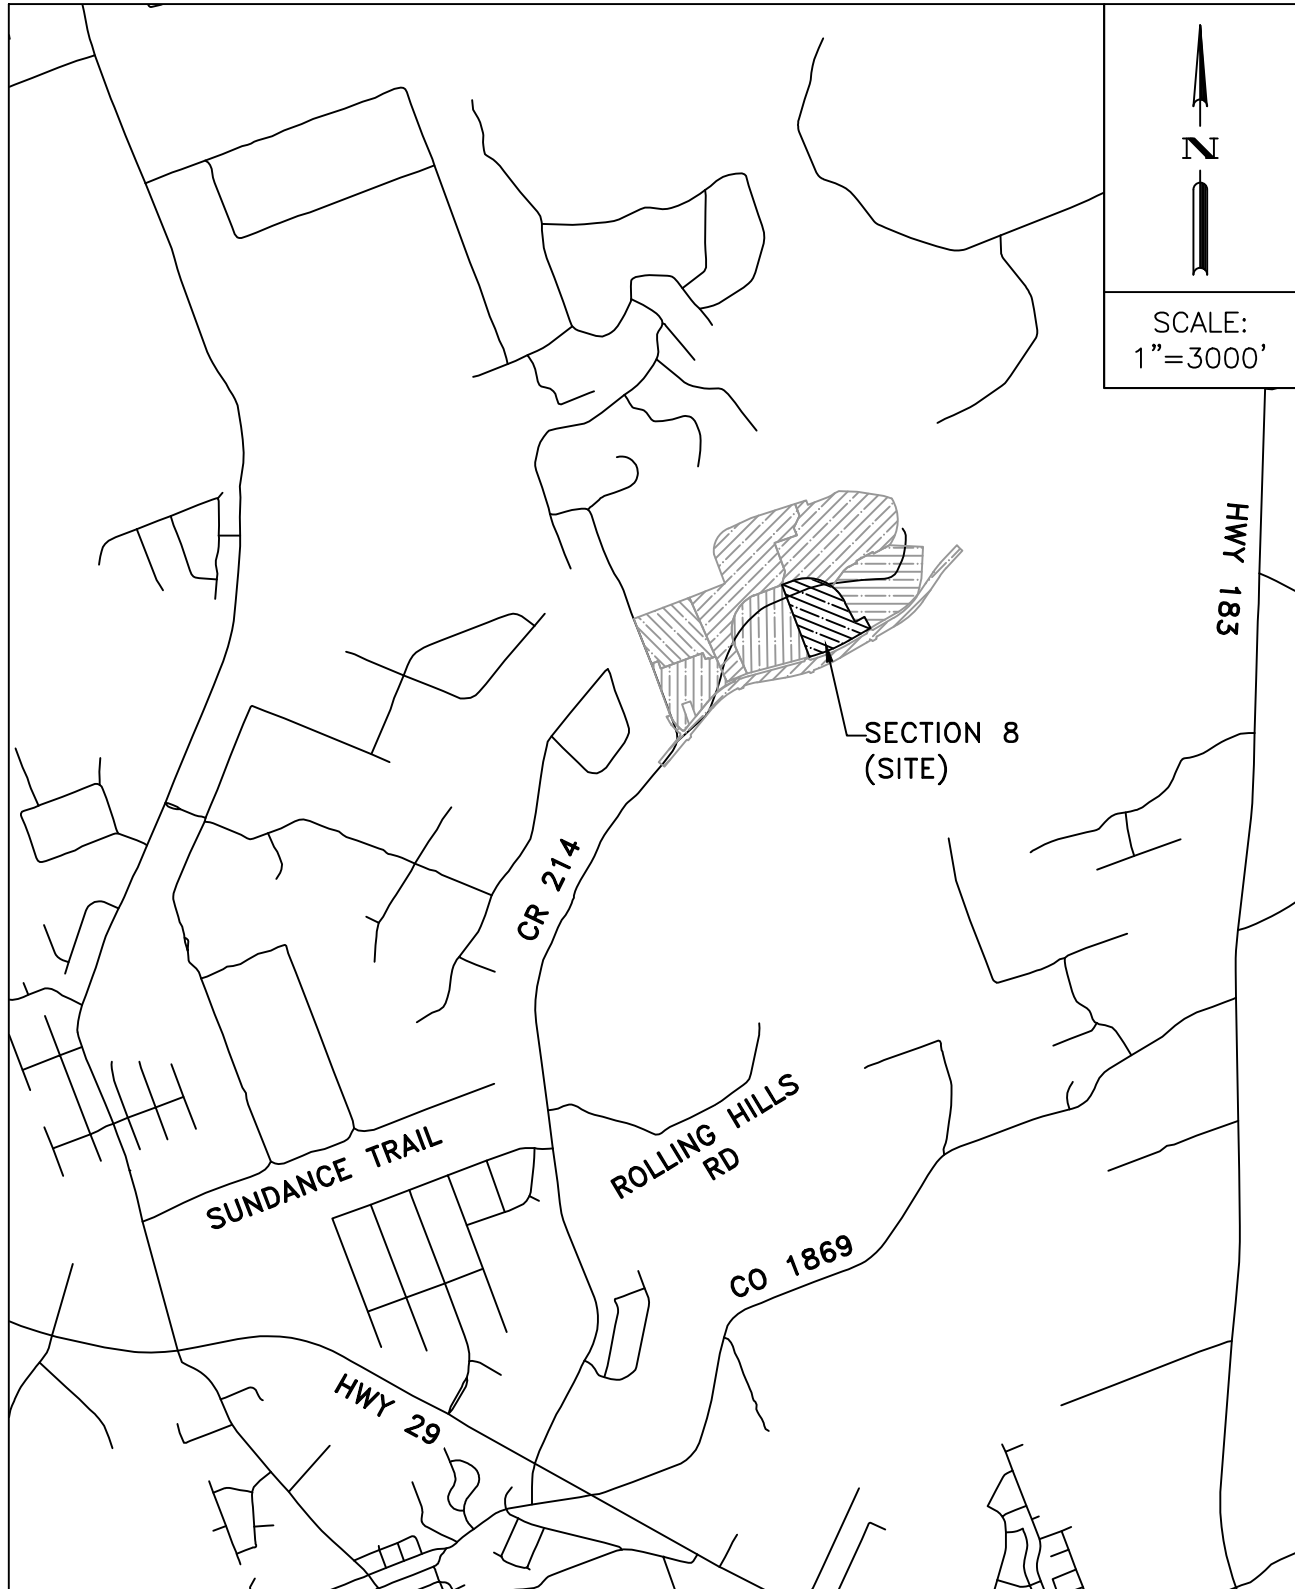 N
SCALE:
1"=3000'
HWY 183
SECTION 8
(SITE)
CR 214
ROLLING HILLS
RD
SUNDANCE TRAIL
CO 1869
HWY 29